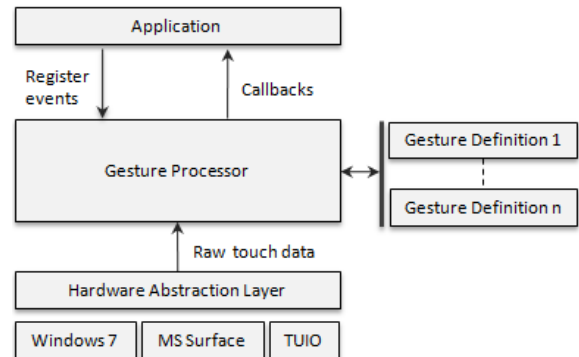 Application
Register
events
Callbacks
Gesture Processor
Gesture Definition 1
Gesture Definition n
Raw touch data
Hardware Abstraction Layer
Windows 7
MS Surface
TUIO